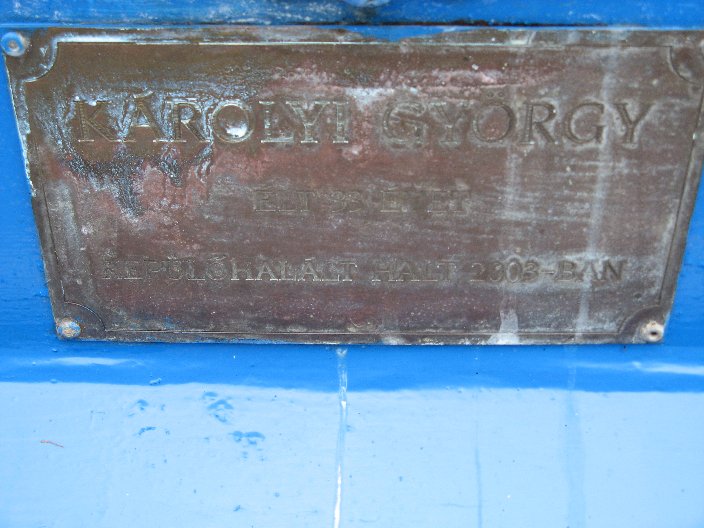 KÁROLYI GYÖRGY
ÉLT 38 ÉVET
REPÜLŐHALÁLT HALT 2003-BAN